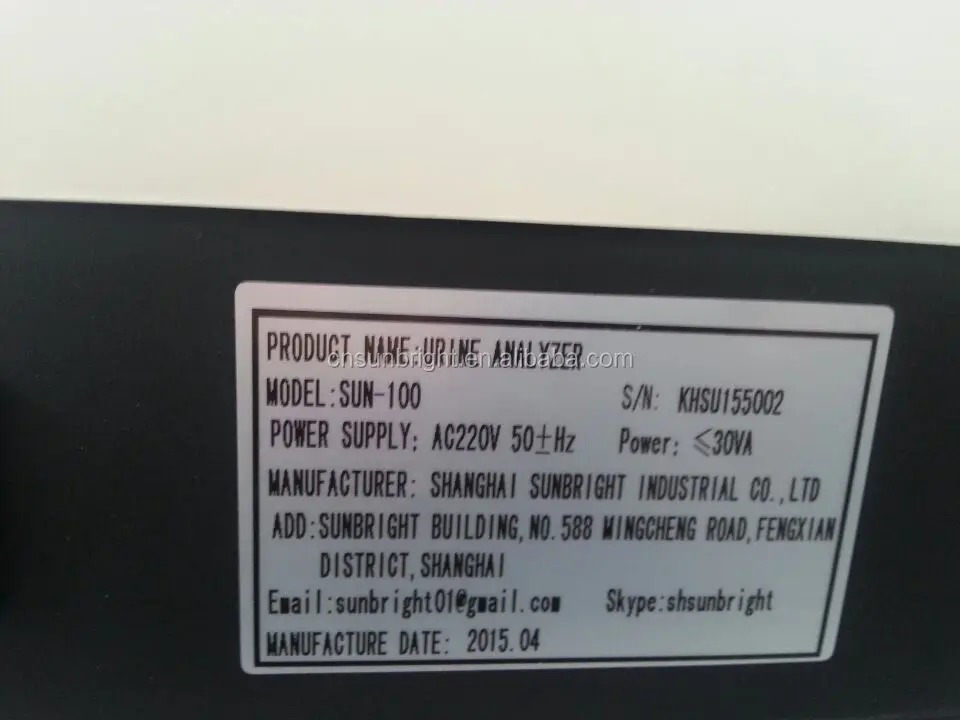 PRODUCT NAME:URINE ANALYZER
cnsunbright.en.alibaba.com
MODEL:SUN-100 S/N: KHSU155002
POWER SUPPLY: AC220V 50±Hz Power: ≤30VA
MANUFACTURER: SHANGHAI SUNBRIGHT INDUSTRIAL CO.,LTD
ADD:SUNBRIGHT BUILDING,NO.588 MINGCHENG ROAD,FENGXIAN
DISTRICT,SHANGHAI
Email:sunbright01@gmail.com Skype:shsunbright
MANUFACTURE DATE: 2015.04